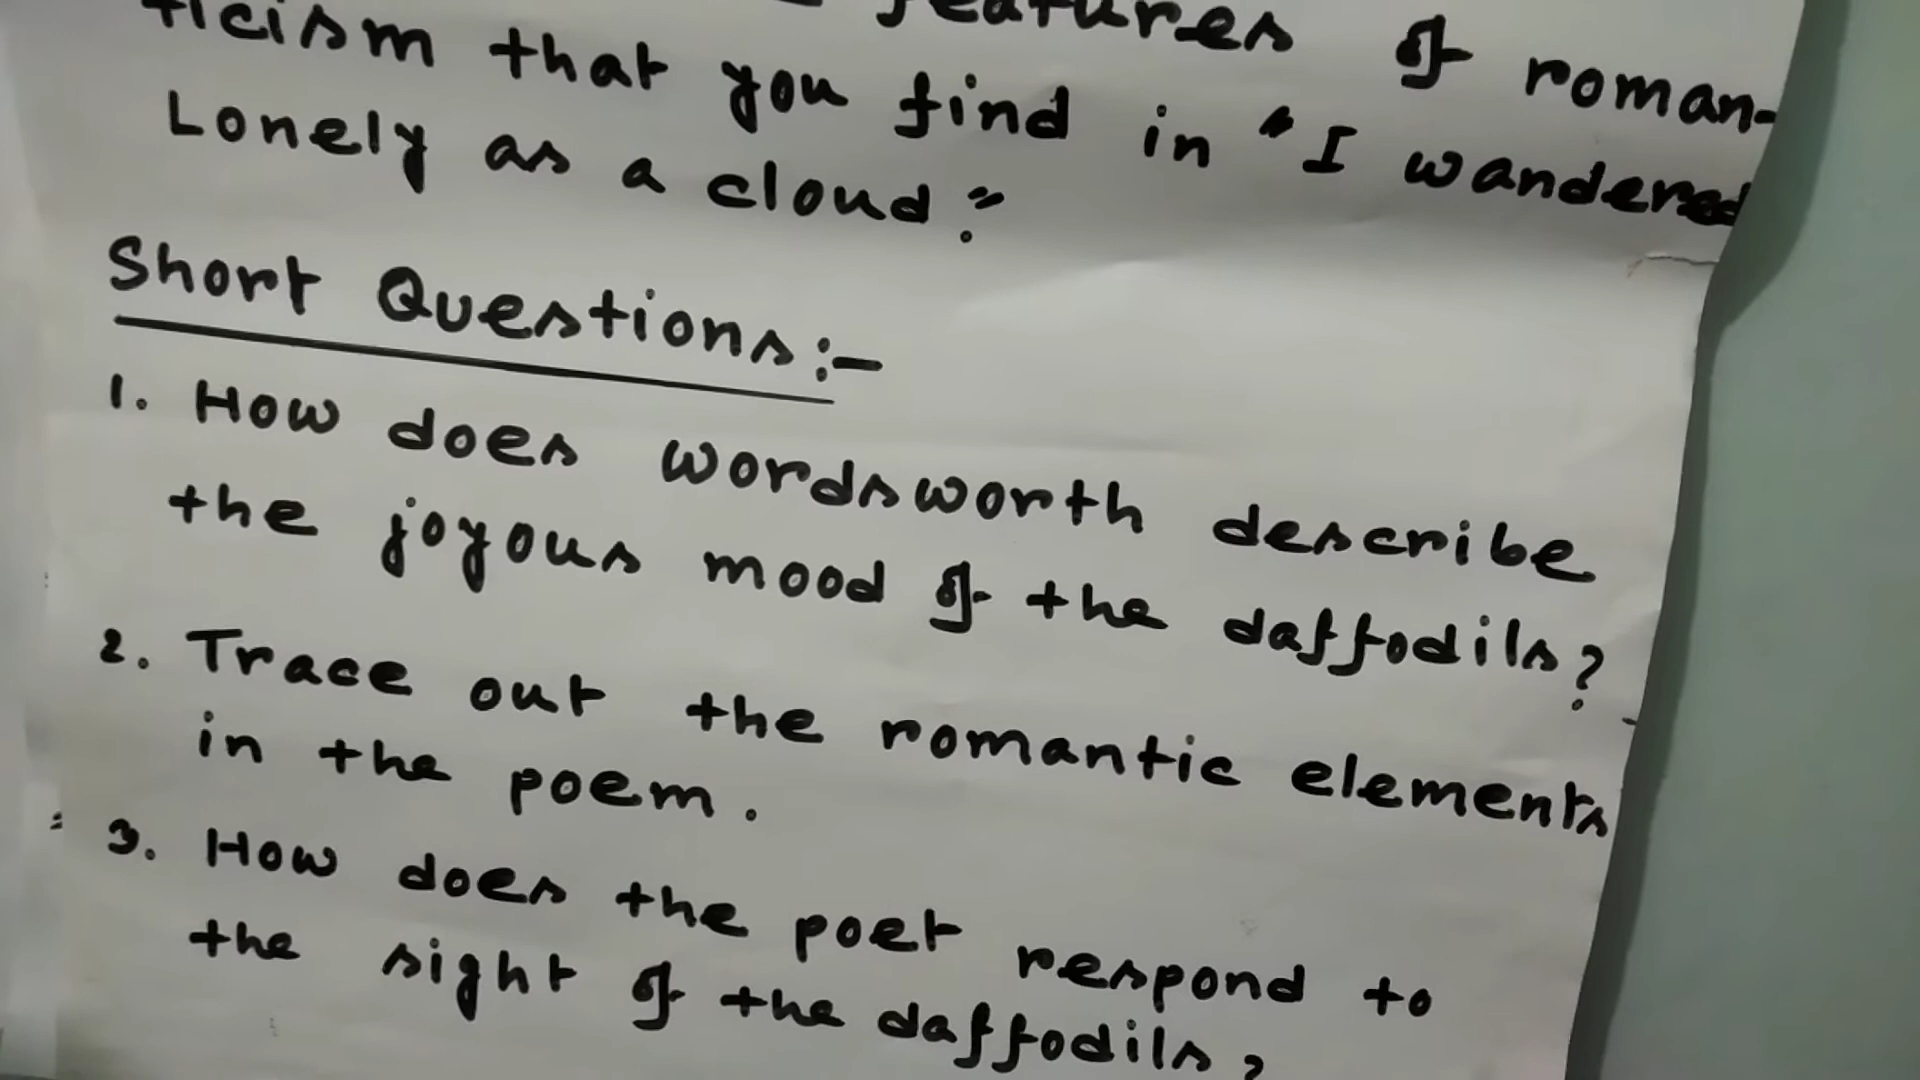 features of roman-
ticism that you find in "I wandered
Lonely as a cloud"?
Short Questions:-
1. How does wordsworth describe
the joyous mood of the daffodils?
2. Trace out the romantic elements
in the poem.
3. How does the poet respond to
the sight of the daffodils?